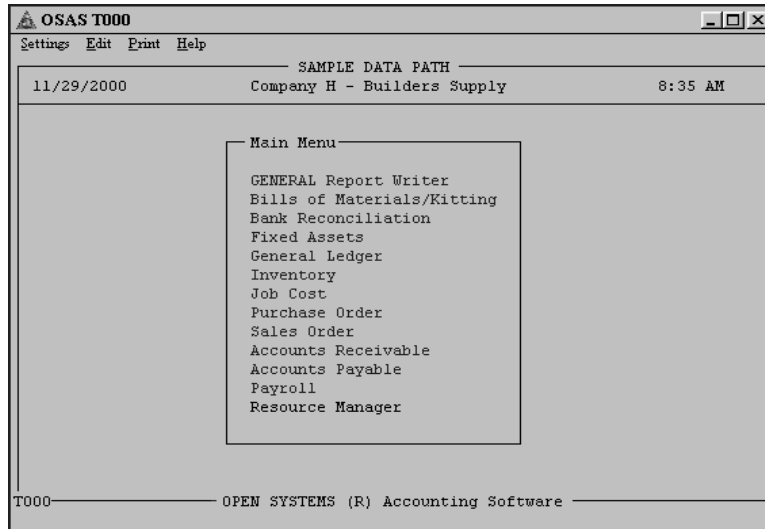 OSAS T000
Settings Edit Print Help
SAMPLE DATA PATH
11/29/2000 Company H - Builders Supply 8:35 AM
Main Menu
GENERAL Report Writer
Bills of Materials/Kitting
Bank Reconciliation
Fixed Assets
General Ledger
Inventory
Job Cost
Purchase Order
Sales Order
Accounts Receivable
Accounts Payable
Payroll
Resource Manager
T000 OPEN SYSTEMS (R) Accounting Software